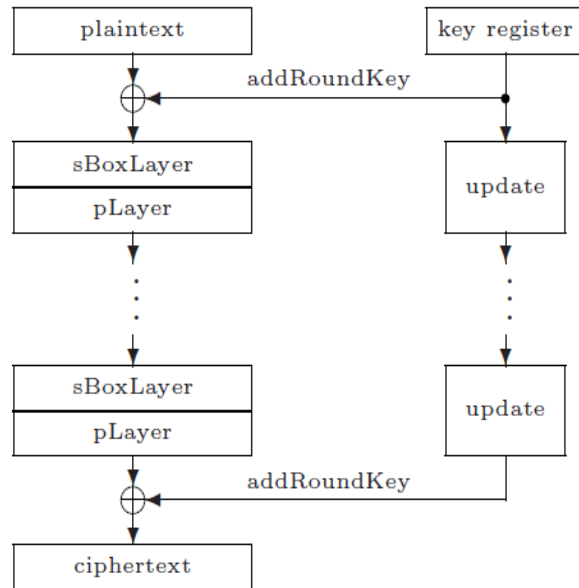 plaintext
key register
addRoundKey
sBoxLayer
pLayer
update
sBoxLayer
pLayer
update
addRoundKey
ciphertext